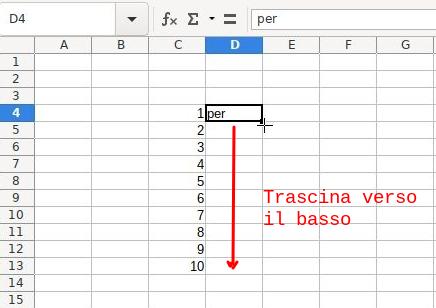 D4 fx Σ = per
A B C D E F G
1
2
3
4 1 per
5 2
6 3
7 4
8 5
9 6 Trascina verso
10 7 il basso
11 8
12 9
13 10
14
15